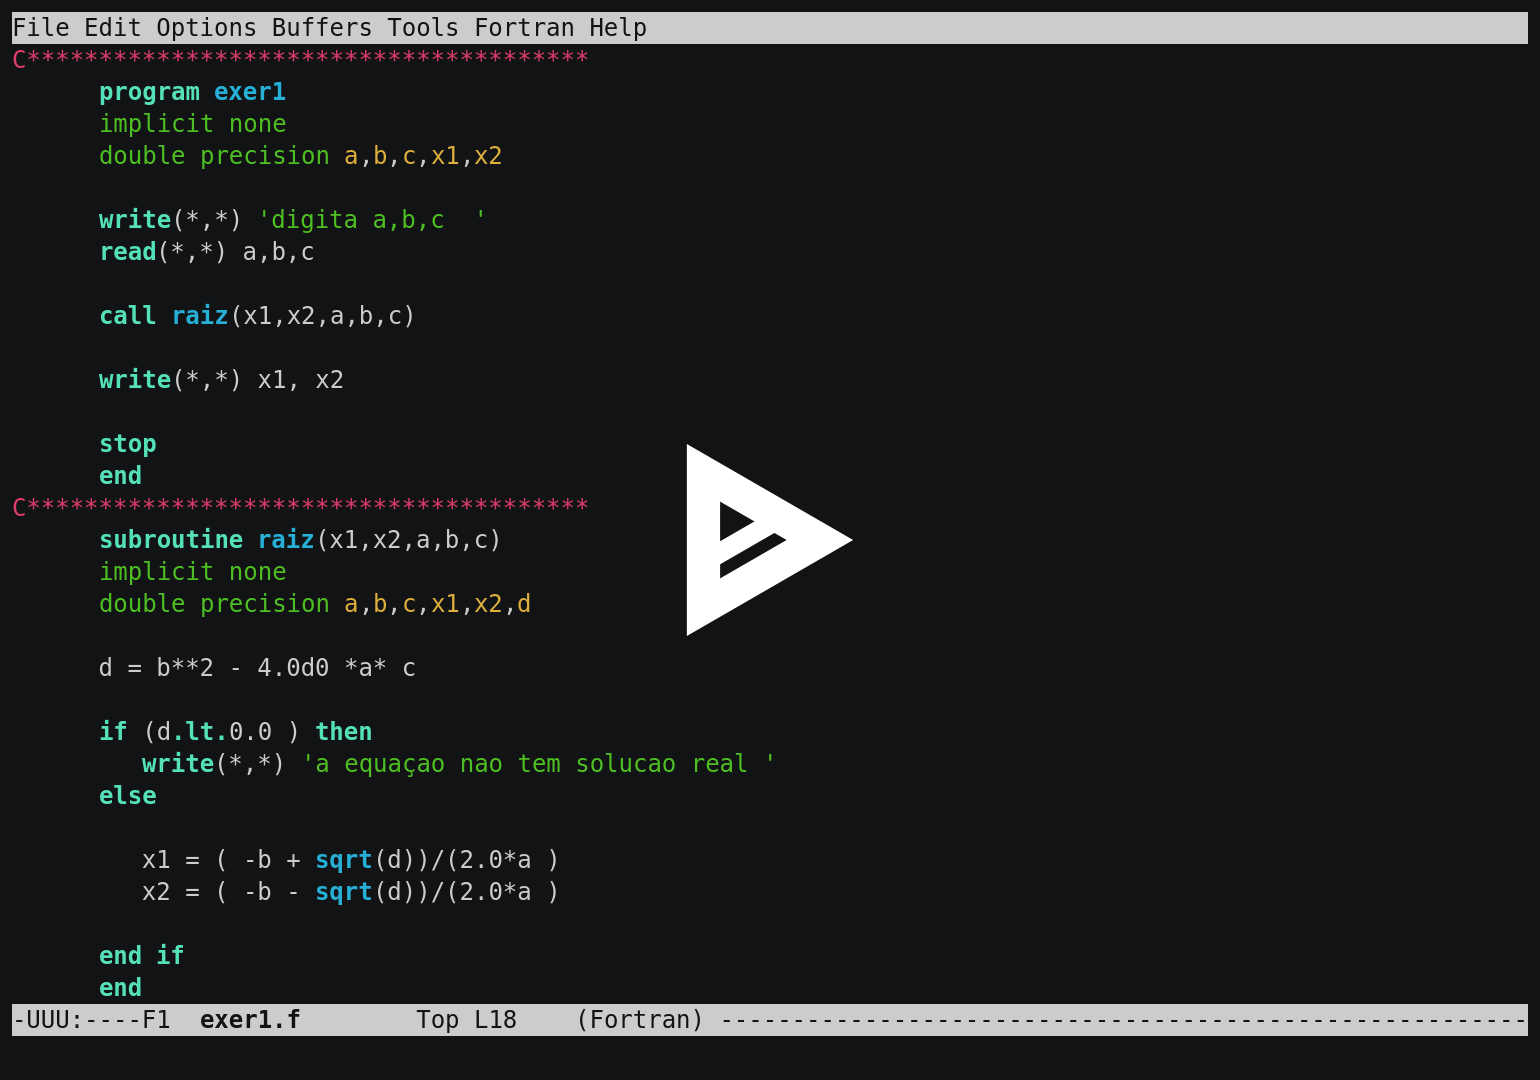 File Edit Options Buffers Tools Fortran Help
C***************************************
      program exer1
      implicit none
      double precision a,b,c,x1,x2

      write(*,*) 'digita a,b,c  '
      read(*,*) a,b,c

      call raiz(x1,x2,a,b,c)

      write(*,*) x1, x2

      stop
      end
C***************************************
      subroutine raiz(x1,x2,a,b,c)
      implicit none
      double precision a,b,c,x1,x2,d

      d = b**2 - 4.0d0 *a* c

      if (d.lt.0.0 ) then
         write(*,*) 'a equaçao nao tem solucao real '
      else

         x1 = ( -b + sqrt(d))/(2.0*a )
         x2 = ( -b - sqrt(d))/(2.0*a )

      end if
      end
-UUU:----F1  exer1.f        Top L18    (Fortran) --------------------------------------------------------